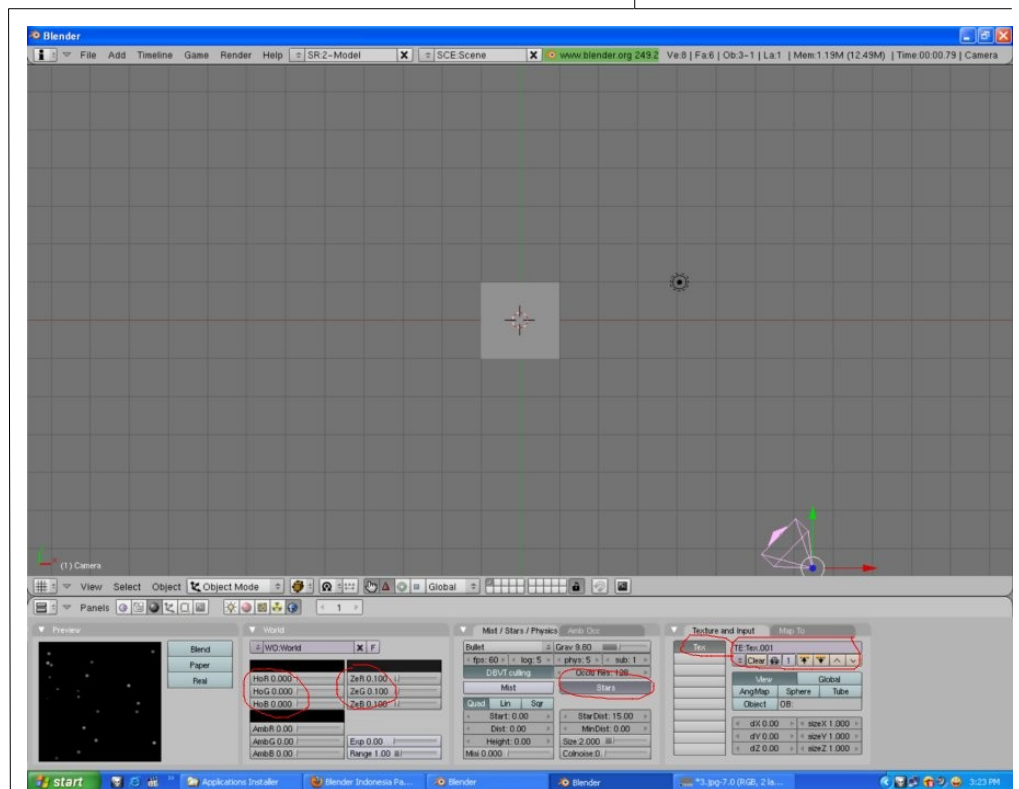 Blender
File Add Timeline Game Render Help SR:2-Model X SCE:Scene X www.blender.org 249.2 Ve:8 | Fa:6 | Ob:3-1 | La:1 | Mem:1.19M (12.49M) | Time:00:00.79 | Camera
(1) Camera
View Select Object Object Mode Global
Panels 1
Preview
Blend
Paper
Real
World
WO:World X F
HoR 0.000 ZeR 0.100
HoG 0.000 ZeG 0.100
HoB 0.000 ZeB 0.100
AmbR 0.00
AmbG 0.00 Exp 0.00
AmbB 0.00 Range 1.00
Mist / Stars / Physics Amb Occ
Bullet Grav 9.80
fps: 60 log: 5 phys: 5 sub: 1
DBVT culling Occlu Res: 128
Mist Stars
Quad Lin Sqr
Start: 0.00 StarDist: 15.00
Dist: 0.00 MinDist: 0.00
Height: 0.00 Size:2.000
Misi 0.000 Colnoise:0.
Texture and Input Map To
Tex TE:Tex.001
Clear 1
View Global
AngMap Sphere Tube
Object OB:
dX 0.00 sizeX 1.000
dY 0.00 sizeY 1.000
dZ 0.00 sizeZ 1.000
start Applications Installer Blender Indonesia Pa... Blender Blender *3.jpg-7.0 (RGB, 2 la... 3:23 PM